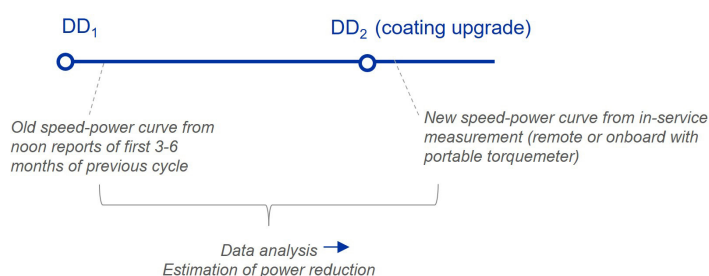 DD₁
DD₂ (coating upgrade)
Old speed-power curve from
noon reports of first 3-6
months of previous cycle
New speed-power curve from in-service
measurement (remote or onboard with
portable torquemeter)
Data analysis
Estimation of power reduction